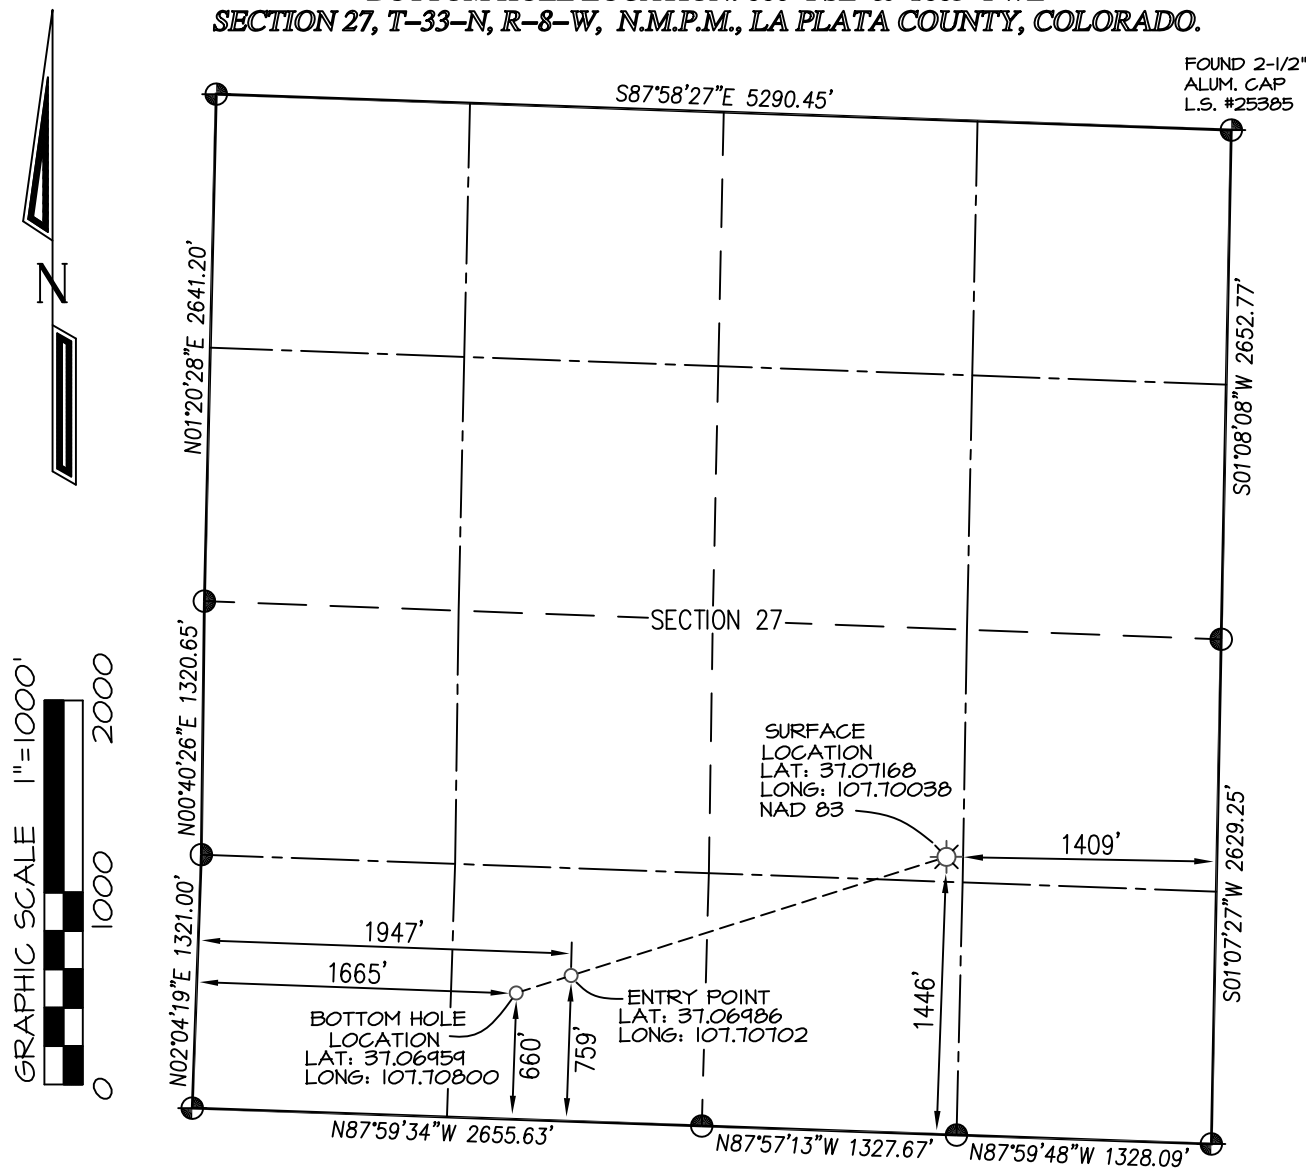 SECTION 27, T–33–N, R–8–W, N.M.P.M., LA PLATA COUNTY, COLORADO.
FOUND 2-1/2"
ALUM. CAP
L.S. #25385
S87°58'27"E 5290.45'
N
N01°20'28"E 2641.20'
S01°08'08"W 2652.77'
SECTION 27
N00°40'26"E 1320.65'
GRAPHIC SCALE 1"=1000'
2000
1000
0
SURFACE
LOCATION
LAT: 37.07168
LONG: 107.70038
NAD 83
1409'
S01°07'27"W 2629.25'
N02°04'19"E 1321.00'
1947'
1665'
1446'
ENTRY POINT
LAT: 37.06986
LONG: 107.70702
BOTTOM HOLE
LOCATION
LAT: 37.06959
LONG: 107.70800
660'
759'
N87°59'34"W 2655.63'
N87°57'13"W 1327.67'
N87°59'48"W 1328.09'